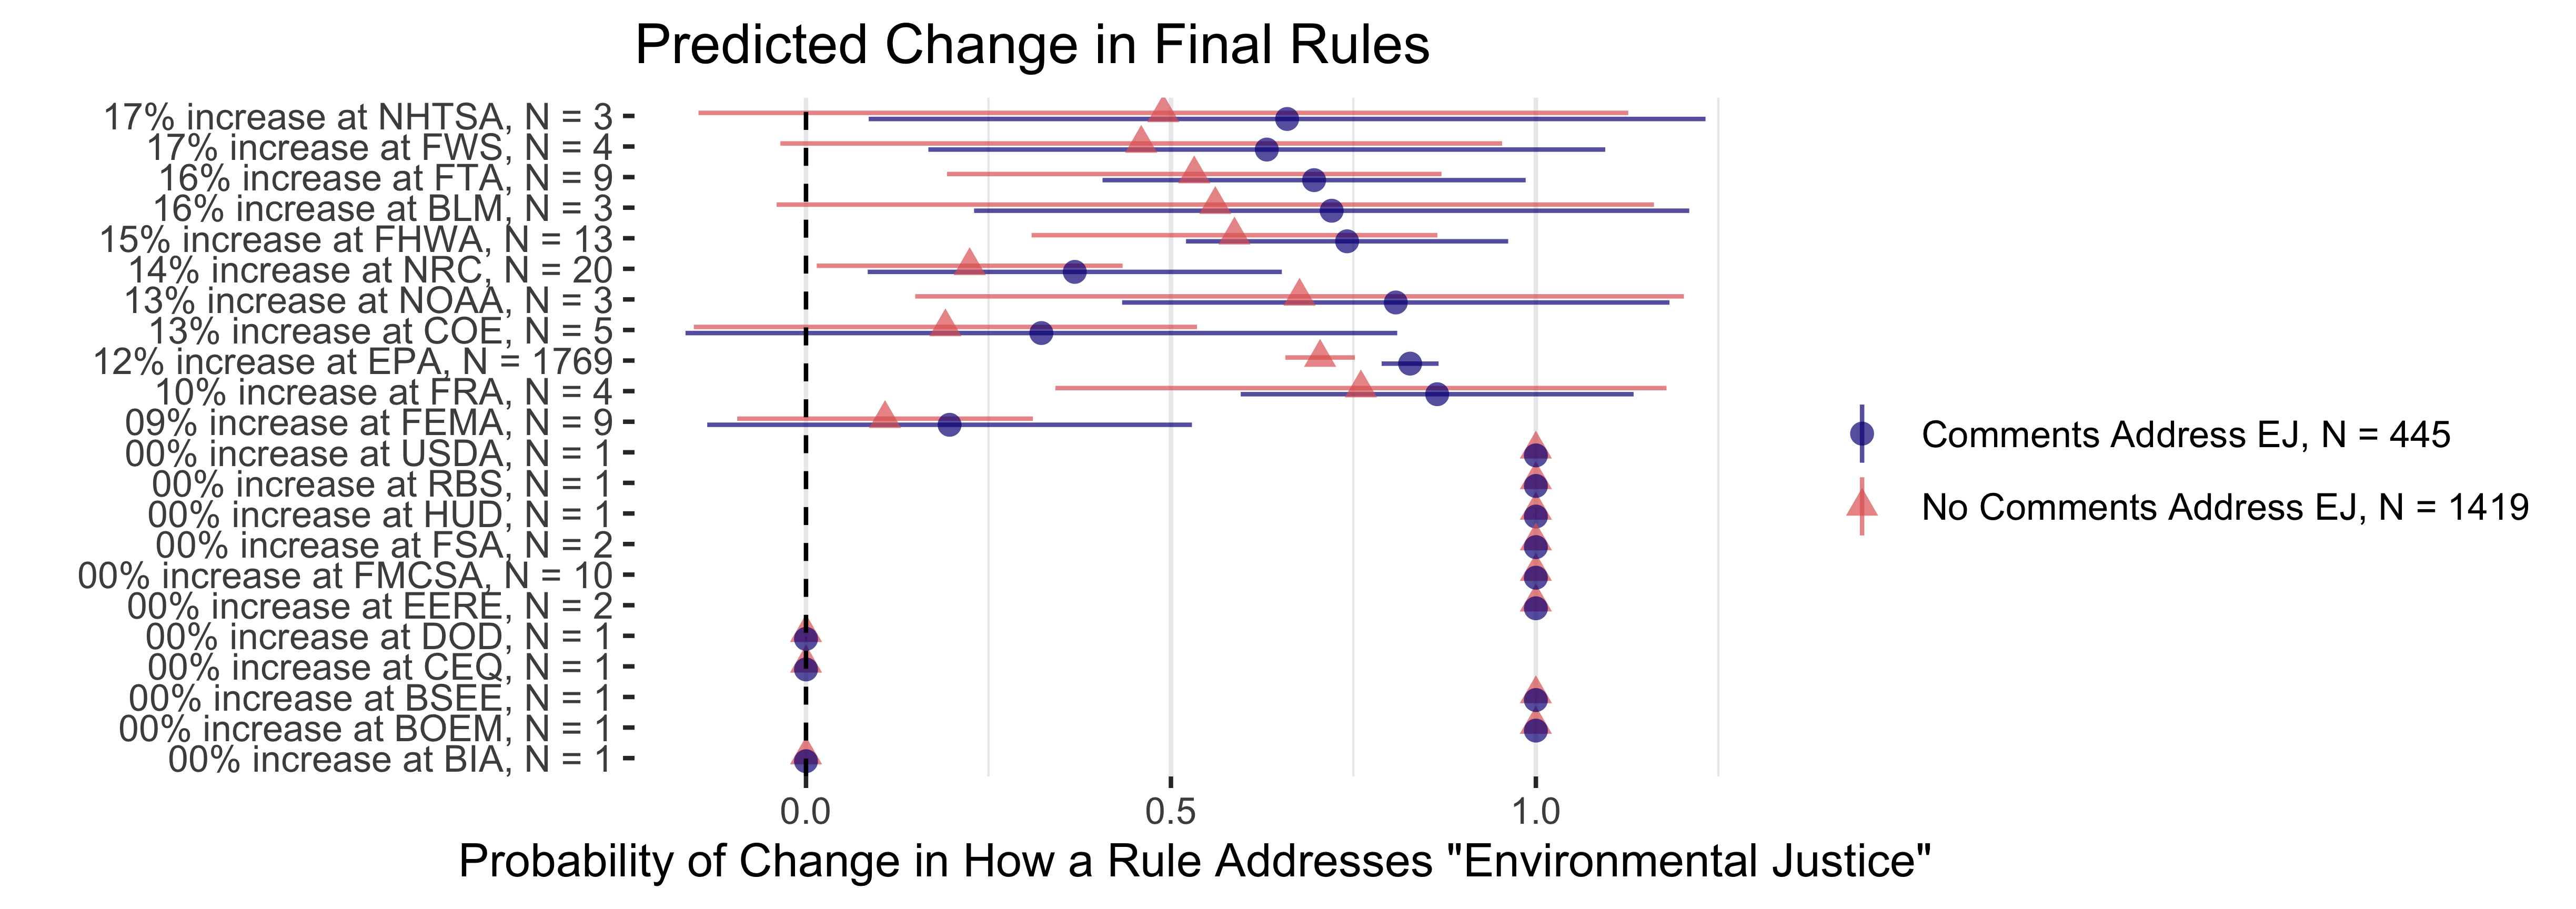 Predicted Change in Final Rules
17% increase at NHTSA, N = 3
17% increase at FWS, N = 4
16% increase at FTA, N = 9
16% increase at BLM, N = 3
15% increase at FHWA, N = 13
14% increase at NRC, N = 20
13% increase at NOAA, N = 3
13% increase at COE, N = 5
12% increase at EPA, N = 1769
10% increase at FRA, N = 4
09% increase at FEMA, N = 9
00% increase at USDA, N = 1
00% increase at RBS, N = 1
00% increase at HUD, N = 1
00% increase at FSA, N = 2
00% increase at FMCSA, N = 10
00% increase at EERE, N = 2
00% increase at DOD, N = 1
00% increase at CEQ, N = 1
00% increase at BSEE, N = 1
00% increase at BOEM, N = 1
00% increase at BIA, N = 1
0.0 0.5 1.0
Probability of Change in How a Rule Addresses "Environmental Justice"
Comments Address EJ, N = 445
No Comments Address EJ, N = 1419